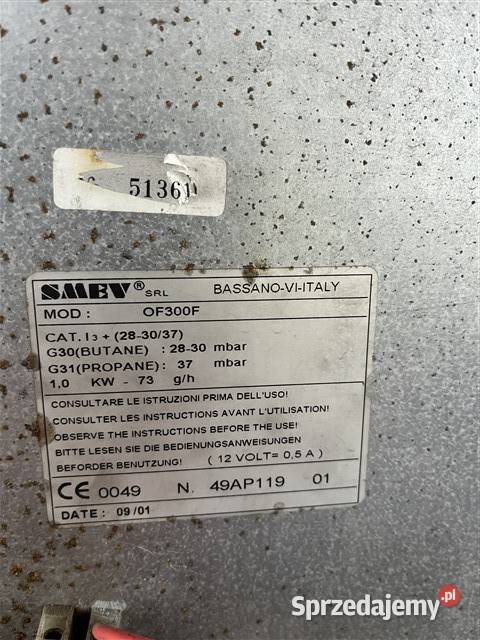 51361
SMEV® SRL BASSANO-VI-ITALY
MOD : OF300F
CAT. I3 + (28-30/37)
G30(BUTANE) : 28-30 mbar
G31(PROPANE) : 37 mbar
1,0 KW - 73 g/h
CONSULTARE LE ISTRUZIONI PRIMA DELL'USO!
CONSULTER LES INSTRUCTIONS AVANT L'UTILISATION!
OBSERVE THE INSTRUCTIONS BEFORE THE USE!
BITTE LESEN SIE DIE BEDIENUNGSANWEISUNGEN
BEFORDER BENUTZUNG! ( 12 VOLT= 0,5 A )
CE 0049 N. 49AP119 01
DATE : 09/01
Sprzedajemy.pl